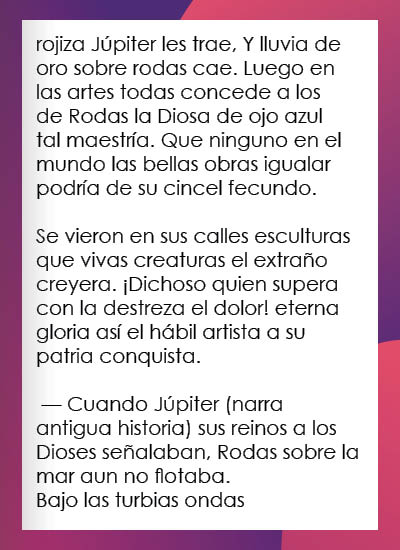 rojiza Júpiter les trae, Y lluvia de
oro sobre rodas cae. Luego en
las artes todas concede a los
de Rodas la Diosa de ojo azul
tal maestría. Que ninguno en el
mundo las bellas obras igualar
podría de su cincel fecundo.

Se vieron en sus calles esculturas
que vivas creaturas el extraño
creyera. ¡Dichoso quien supera
con la destreza el dolor! eterna
gloria así el hábil artista a su
patria conquista.

— Cuando Júpiter (narra
antigua historia) sus reinos a los
Dioses señalaban, Rodas sobre la
mar aun no flotaba.
Bajo las turbias ondas